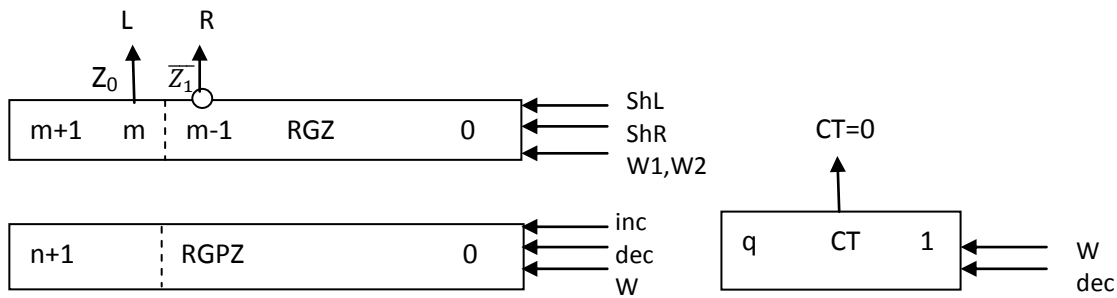 L R
Z₀ Z̅₁
m+1 m m-1 RGZ 0
ShL
ShR
W1,W2
CT=0
n+1 RGPZ 0
inc
dec
W
q CT 1
W
dec